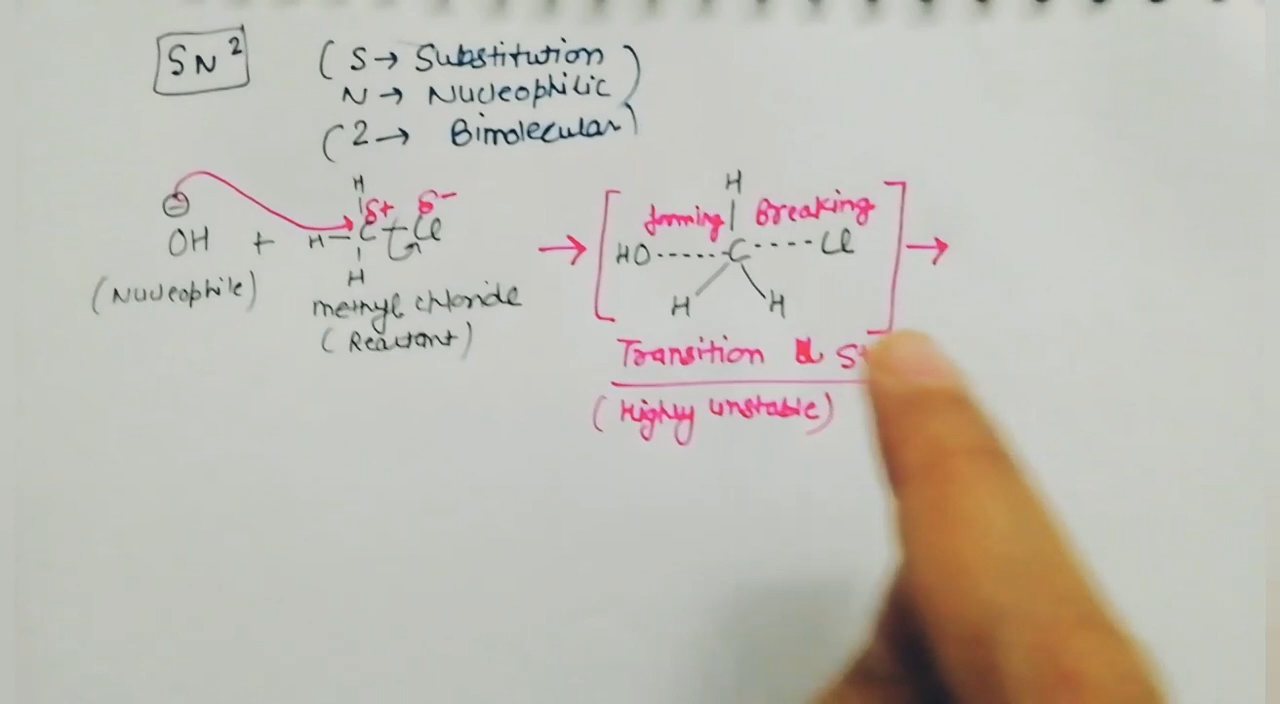 SN² ( S → Substitution
N → Nucleophilic )
( 2 → Bimolecular )
H H
⊖ δ+ δ- [ forming Breaking ]
OH + H - C - Cl → HO ------ C ---- Cl →
H H H
(Nucleophile) methyl chloride
(Reactant) Transition
(Highly unstable)